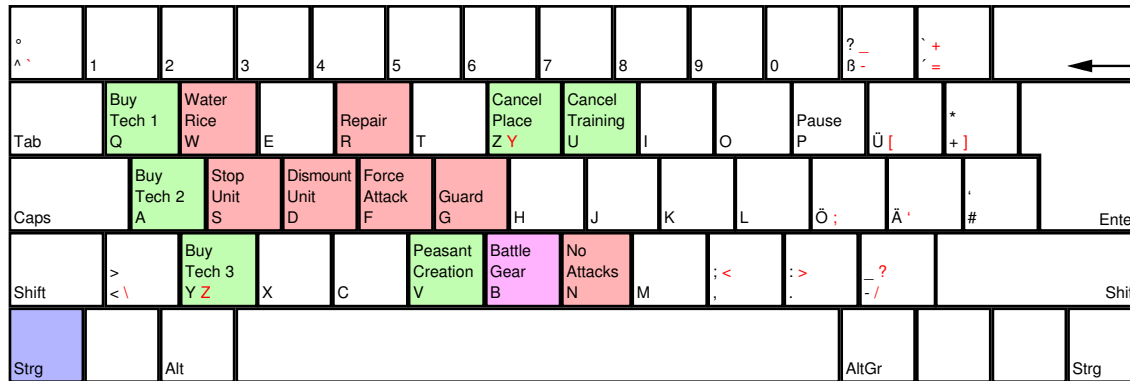 ° ? _ ` +
^ ` 1 2 3 4 5 6 7 8 9 0 ß - ´ =
Buy Water Cancel Cancel
Tech 1 Rice Repair Place Training Pause *
Tab Q W E R T Z Y U I O P Ü [ + ]
Buy Stop Dismount Force
Tech 2 Unit Unit Attack Guard '
Caps A S D F G H J K L Ö ; Ä ' # Ente
Buy Peasant Battle No
> Tech 3 Creation Gear Attacks ; < : > _ ?
Shift < \ Y Z X C V B N M , . - / Shif
Strg Alt AltGr Strg